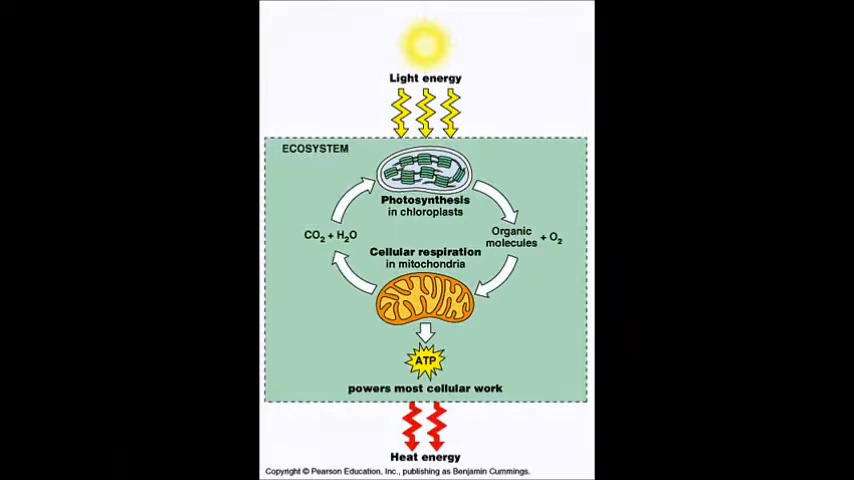 Light energy
ECOSYSTEM
Photosynthesis
in chloroplasts
CO₂ + H₂O
Organic
molecules + O₂
Cellular respiration
in mitochondria
ATP
powers most cellular work
Heat energy
Copyright © Pearson Education, Inc., publishing as Benjamin Cummings.